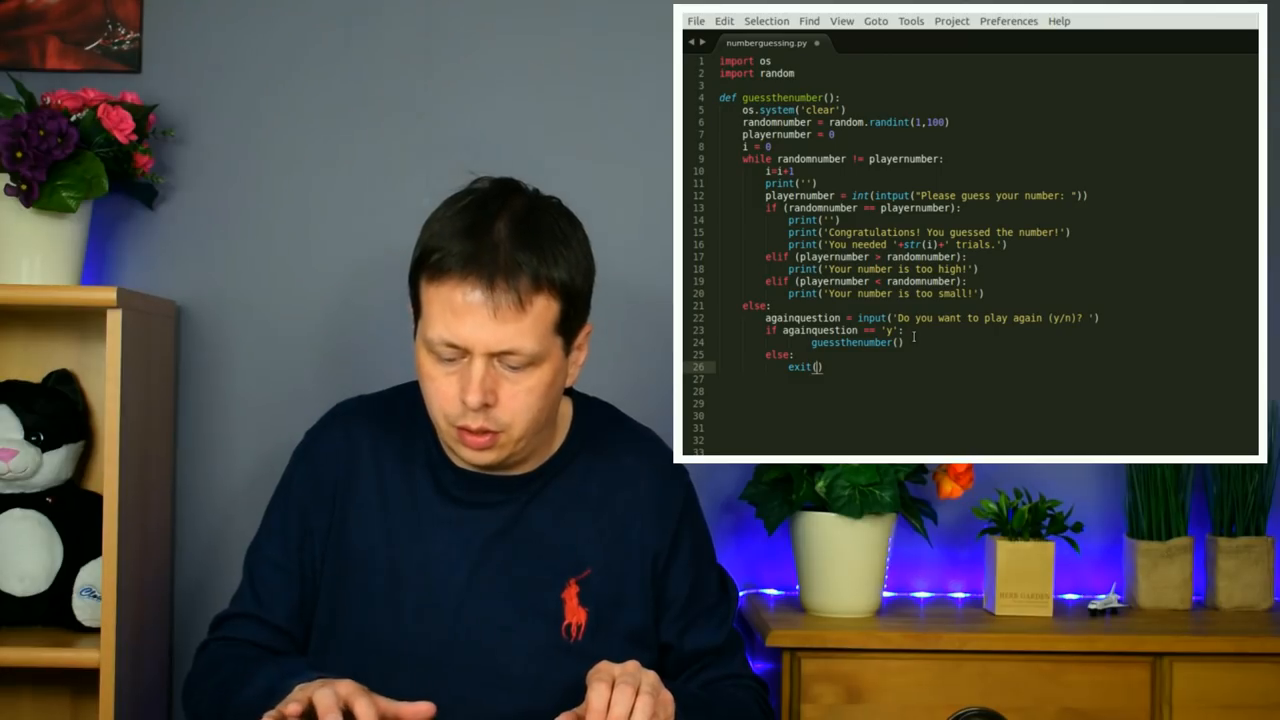 File Edit Selection Find View Goto Tools Project Preferences Help
numberguessing.py
1 import os
2 import random
3
4 def guessthenumber():
5 os.system('clear')
6 randomnumber = random.randint(1,100)
7 playernumber = 0
8 i = 0
9 while randomnumber != playernumber:
10 i=i+1
11 print('')
12 playernumber = int(intput("Please guess your number: "))
13 if (randomnumber == playernumber):
14 print('')
15 print('Congratulations! You guessed the number!')
16 print('You needed '+str(i)+' trials.')
17 elif (playernumber > randomnumber):
18 print('Your number is too high!')
19 elif (playernumber < randomnumber):
20 print('Your number is too small!')
21 else:
22 againquestion = input('Do you want to play again (y/n)? ')
23 if againquestion == 'y':
24 guessthenumber()
25 else:
26 exit()
27
28
29
30
31
32
33
HERB GARDEN